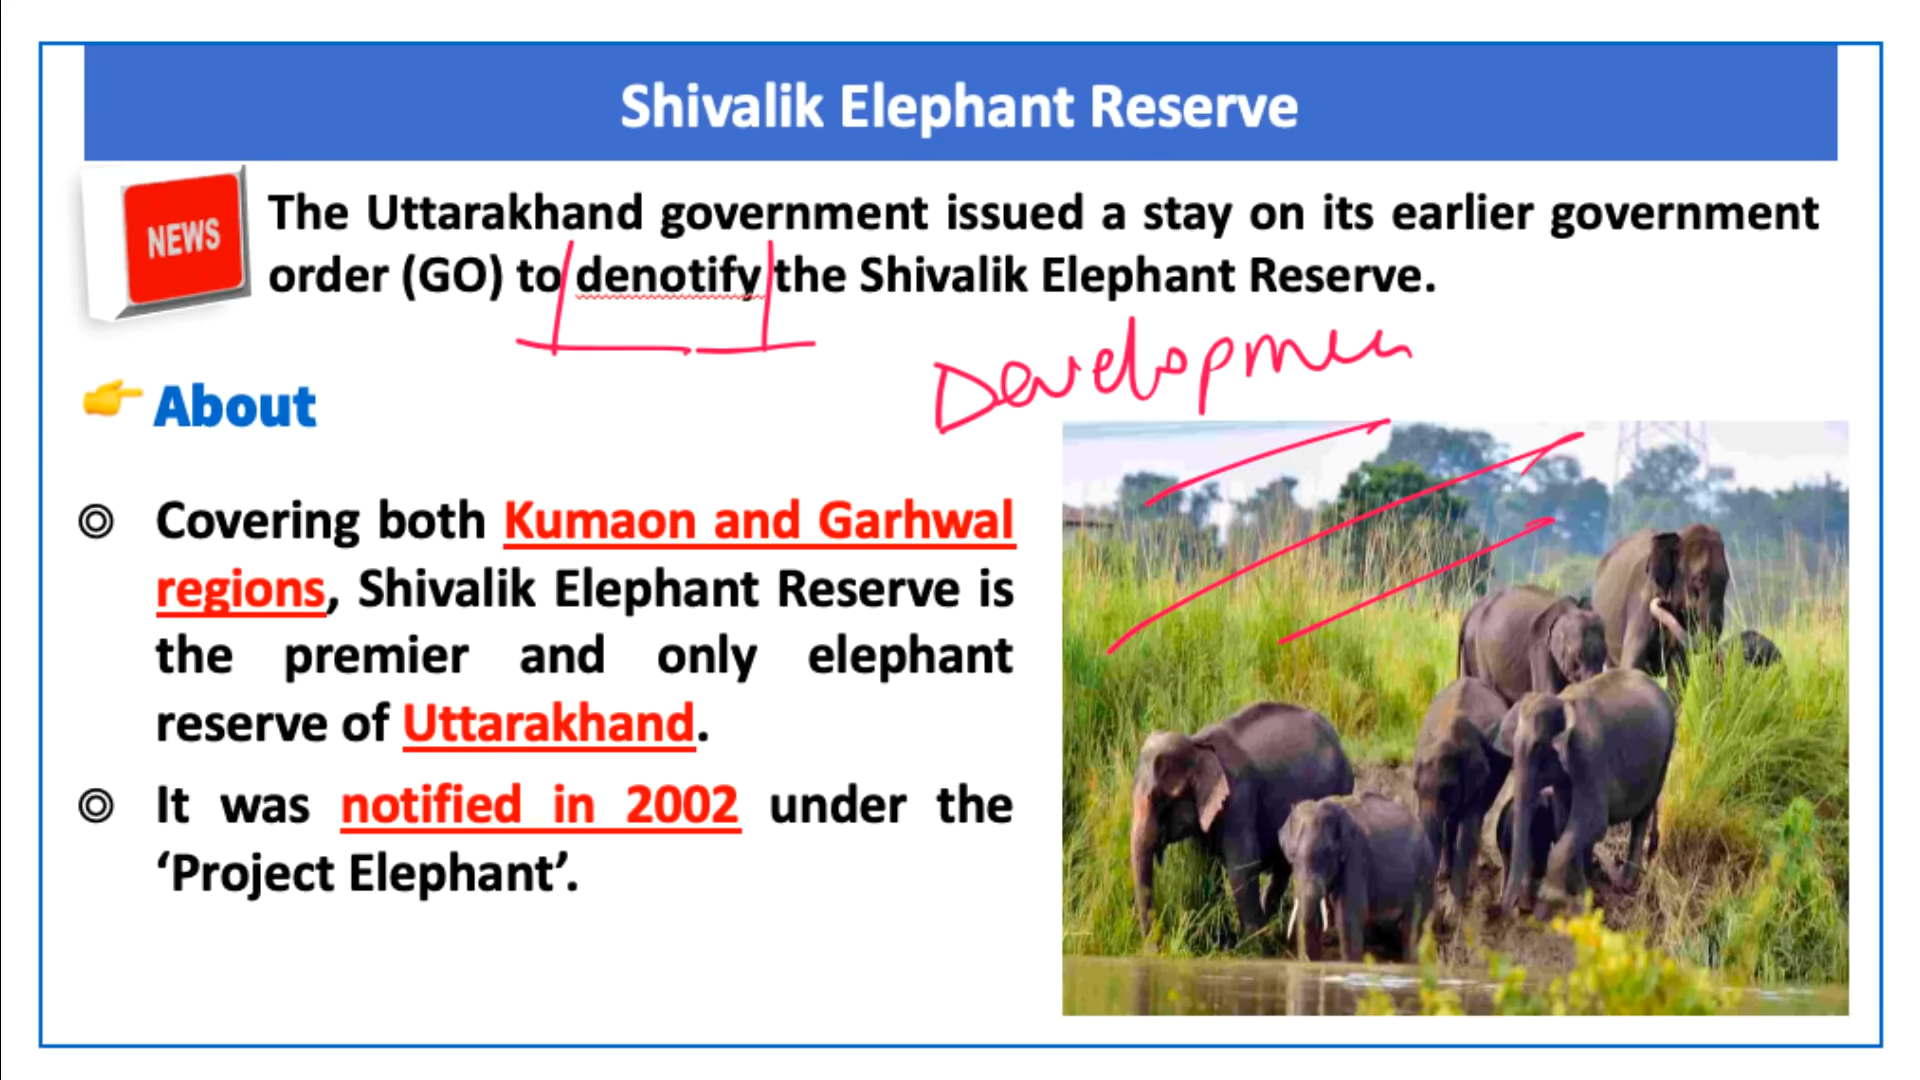 Shivalik Elephant Reserve
NEWS
The Uttarakhand government issued a stay on its earlier government
order (GO) to denotify the Shivalik Elephant Reserve.
Developmen
About
◎ Covering both Kumaon and Garhwal
regions, Shivalik Elephant Reserve is
the premier and only elephant
reserve of Uttarakhand.
◎ It was notified in 2002 under the
‘Project Elephant’.